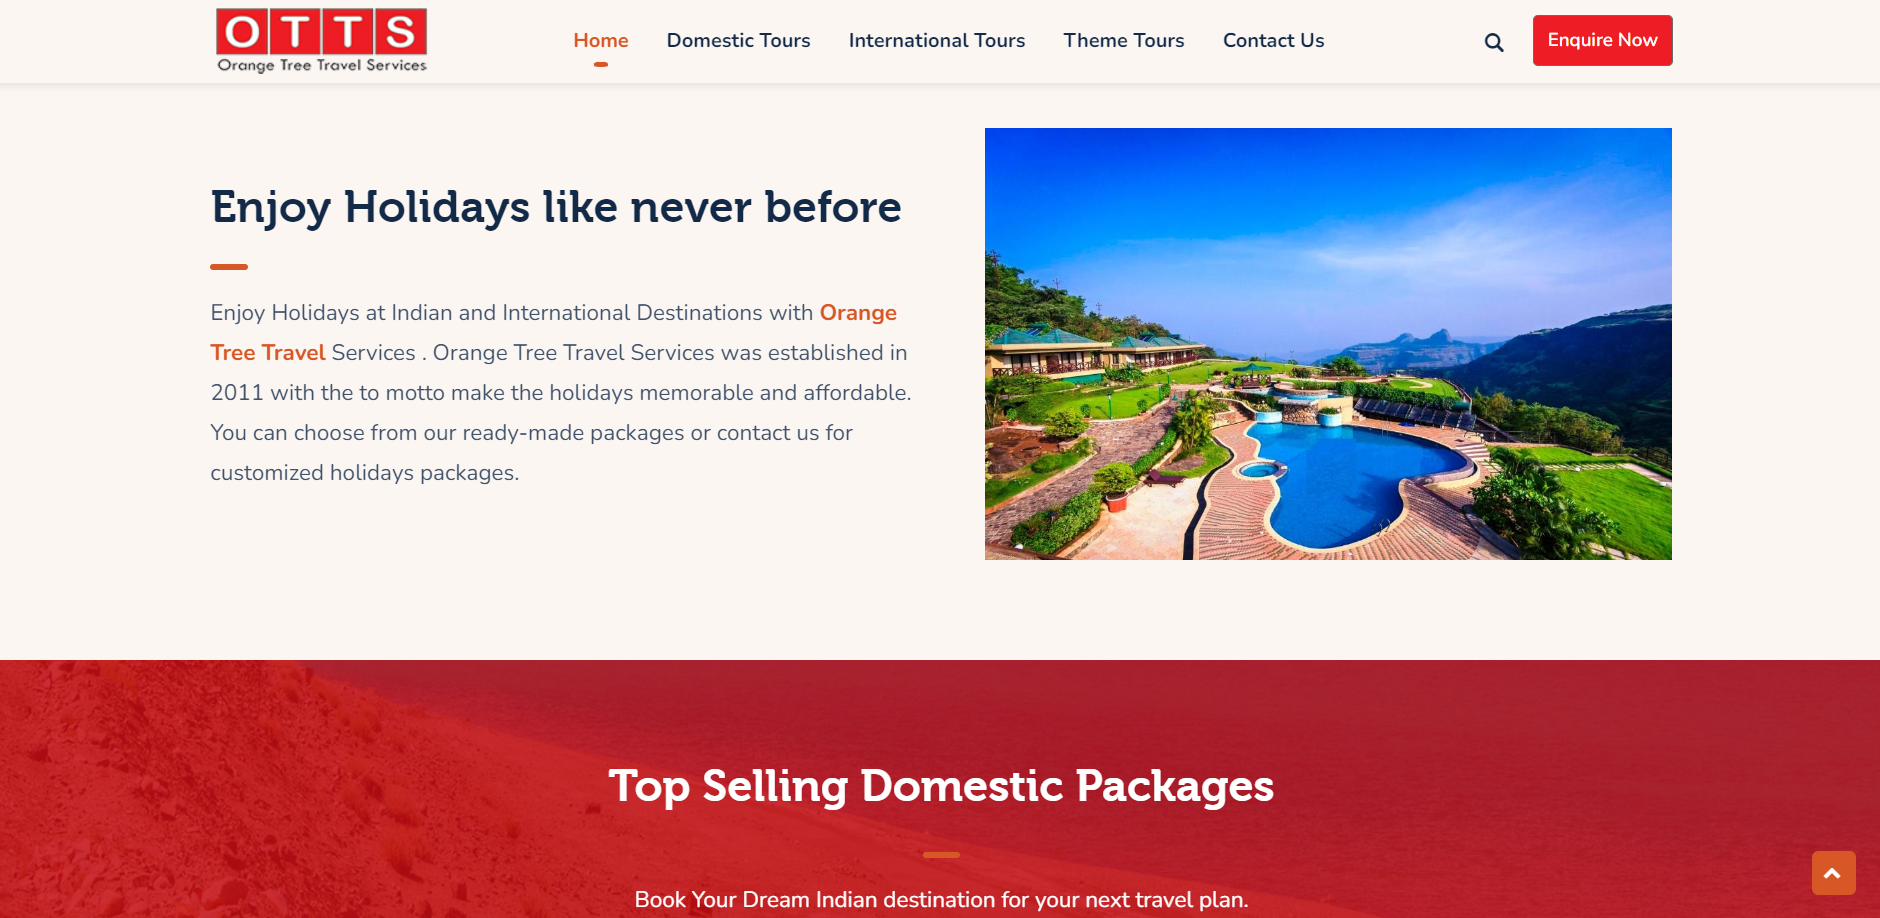 OTTS
Orange Tree Travel Services
Home
Domestic Tours
International Tours
Theme Tours
Contact Us
Enquire Now
Enjoy Holidays like never before
Enjoy Holidays at Indian and International Destinations with Orange
Tree Travel Services . Orange Tree Travel Services was established in
2011 with the to motto make the holidays memorable and affordable.
You can choose from our ready-made packages or contact us for
customized holidays packages.
Top Selling Domestic Packages
Book Your Dream Indian destination for your next travel plan.